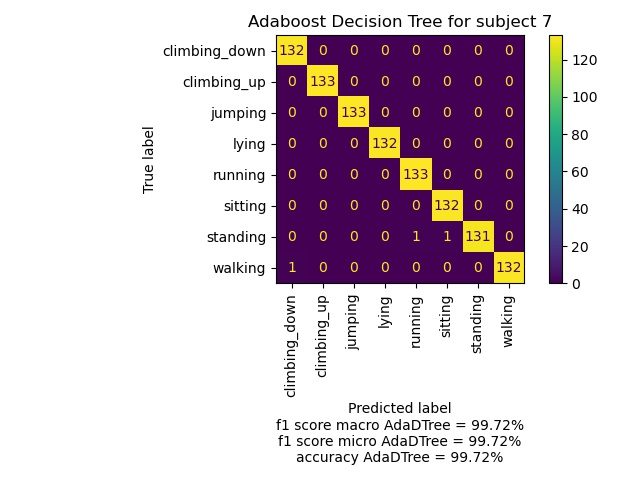 Adaboost Decision Tree for subject 7
climbing_down 132 0 0 0 0 0 0 0
climbing_up 0 133 0 0 0 0 0 0
jumping 0 0 133 0 0 0 0 0
lying 0 0 0 132 0 0 0 0
running 0 0 0 0 133 0 0 0
sitting 0 0 0 0 0 132 0 0
standing 0 0 0 0 1 1 131 0
walking 1 0 0 0 0 0 0 132
True label
climbing_down climbing_up jumping lying running sitting standing walking
Predicted label
f1 score macro AdaDTree = 99.72%
f1 score micro AdaDTree = 99.72%
accuracy AdaDTree = 99.72%
120
100
80
60
40
20
0